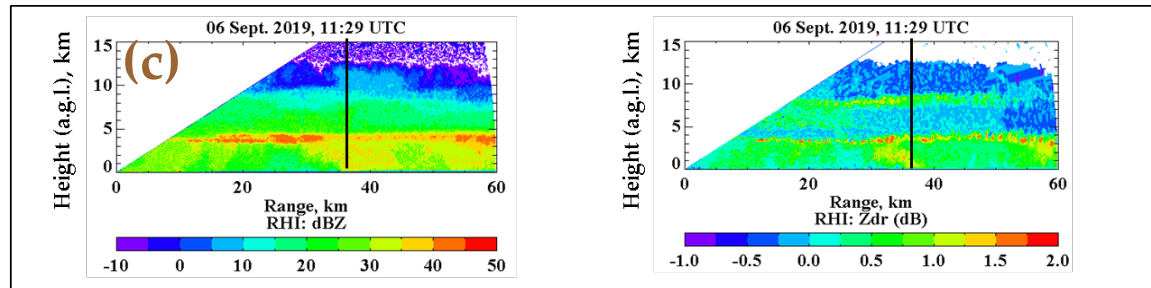 (c)
06 Sept. 2019, 11:29 UTC
Height (a.g.l.), km
15
10
5
0
0 20 40 60
Range, km
RHI: dBZ
-10 0 10 20 30 40 50
06 Sept. 2019, 11:29 UTC
Height (a.g.l.), km
15
10
5
0
0 20 40 60
Range, km
RHII: Zdr (dB)
-1.0 -0.5 0.0 0.5 1.0 1.5 2.0